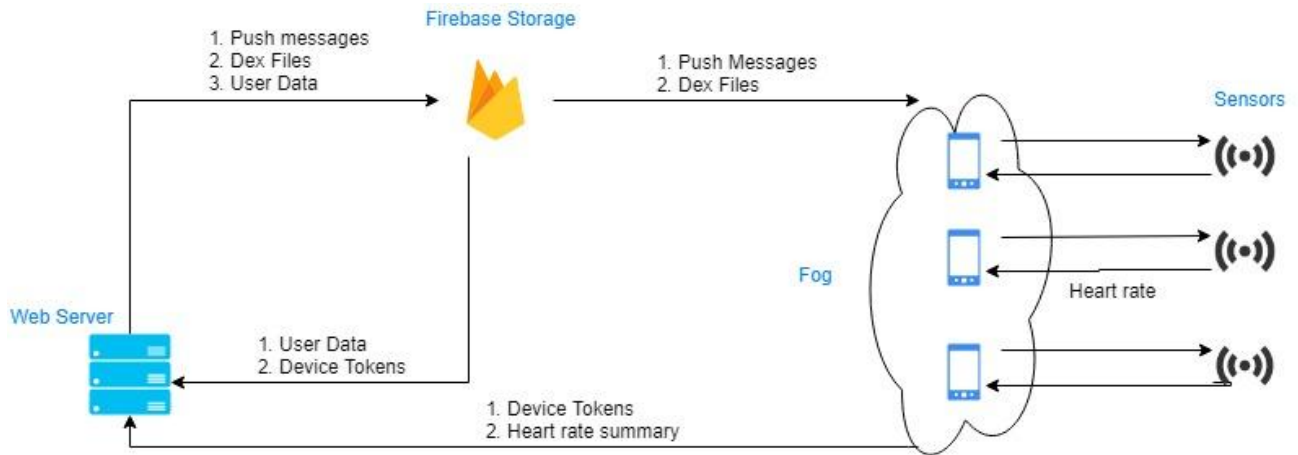 Firebase Storage
1. Push messages
2. Dex Files
3. User Data
1. Push Messages
2. Dex Files
Sensors
Fog
Heart rate
Web Server
1. User Data
2. Device Tokens
1. Device Tokens
2. Heart rate summary